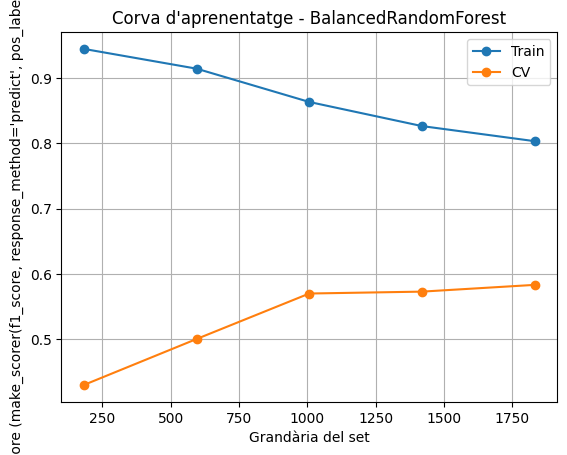 Corva d'aprenentatge - BalancedRandomForest
ore (make_scorer(f1_score, response_method='predict', pos_labe
Train
CV
0.9
0.8
0.7
0.6
0.5
250
500
750
1000
1250
1500
1750
Grandària del set